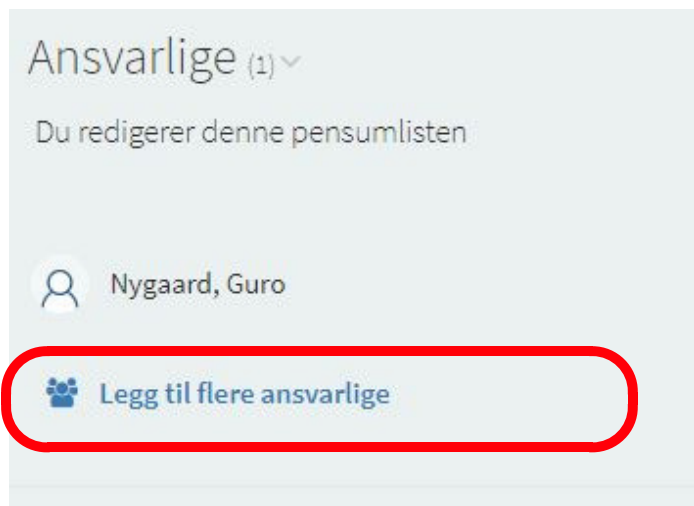 Ansvarlige (1)
Du redigerer denne pensumlisten
Nygaard, Guro
Legg til flere ansvarlige